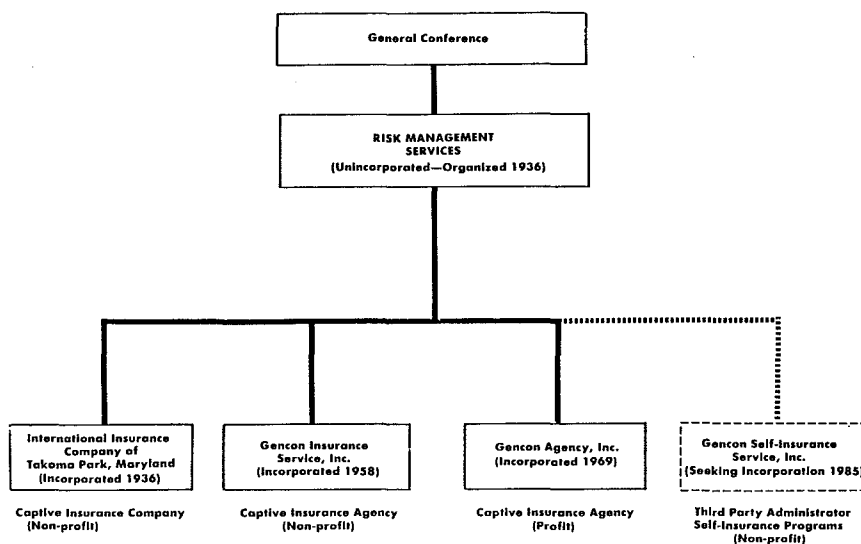 General Conference
RISK MANAGEMENT
SERVICES
(Unincorporated—Organized 1936)
International Insurance
Company of
Takoma Park, Maryland
(Incorporated 1936)
Captive Insurance Company
(Non-profit)
Gencon Insurance
Service, Inc.
(Incorporated 1958)
Captive Insurance Agency
(Non-profit)
Gencon Agency, Inc.
(Incorporated 1969)
Captive Insurance Agency
(Profit)
Gencon Self-Insurance
Service, Inc.
(Seeking Incorporation 1985)
Third Party Administrator
Self-Insurance Programs
(Non-profit)